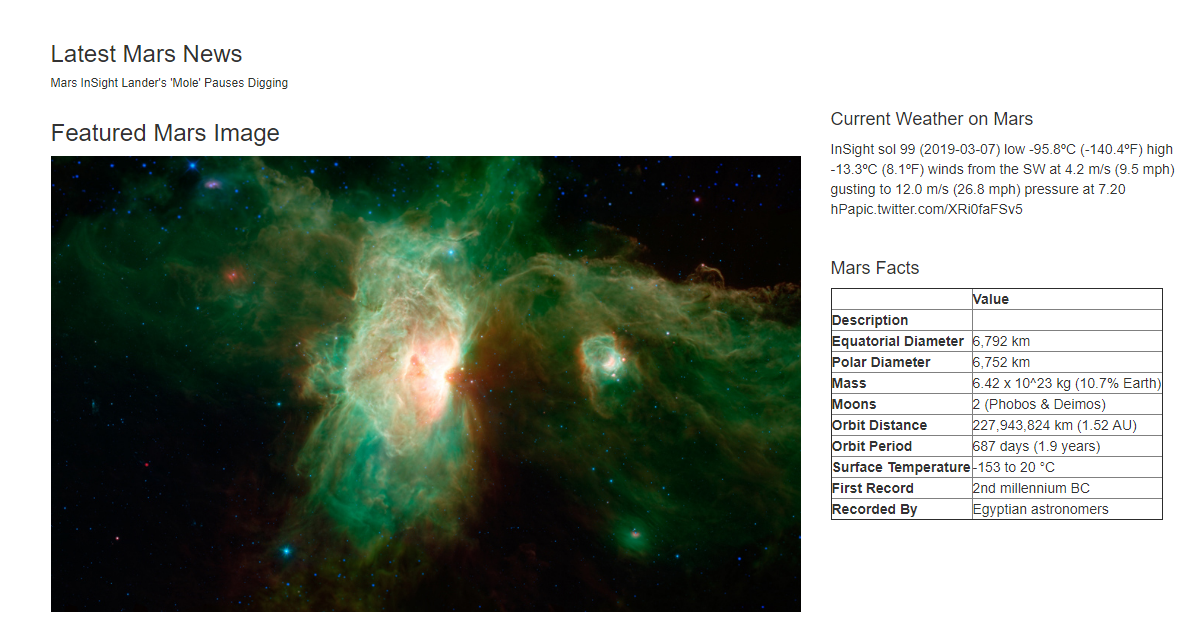 Latest Mars News
Mars InSight Lander's 'Mole' Pauses Digging
Featured Mars Image
Current Weather on Mars
InSight sol 99 (2019-03-07) low -95.8ºC (-140.4ºF) high
-13.3ºC (8.1ºF) winds from the SW at 4.2 m/s (9.5 mph)
gusting to 12.0 m/s (26.8 mph) pressure at 7.20
hPapic.twitter.com/XRi0faFSv5
Mars Facts
Value
Description
Equatorial Diameter 6,792 km
Polar Diameter 6,752 km
Mass 6.42 x 10^23 kg (10.7% Earth)
Moons 2 (Phobos & Deimos)
Orbit Distance 227,943,824 km (1.52 AU)
Orbit Period 687 days (1.9 years)
Surface Temperature -153 to 20 °C
First Record 2nd millennium BC
Recorded By Egyptian astronomers